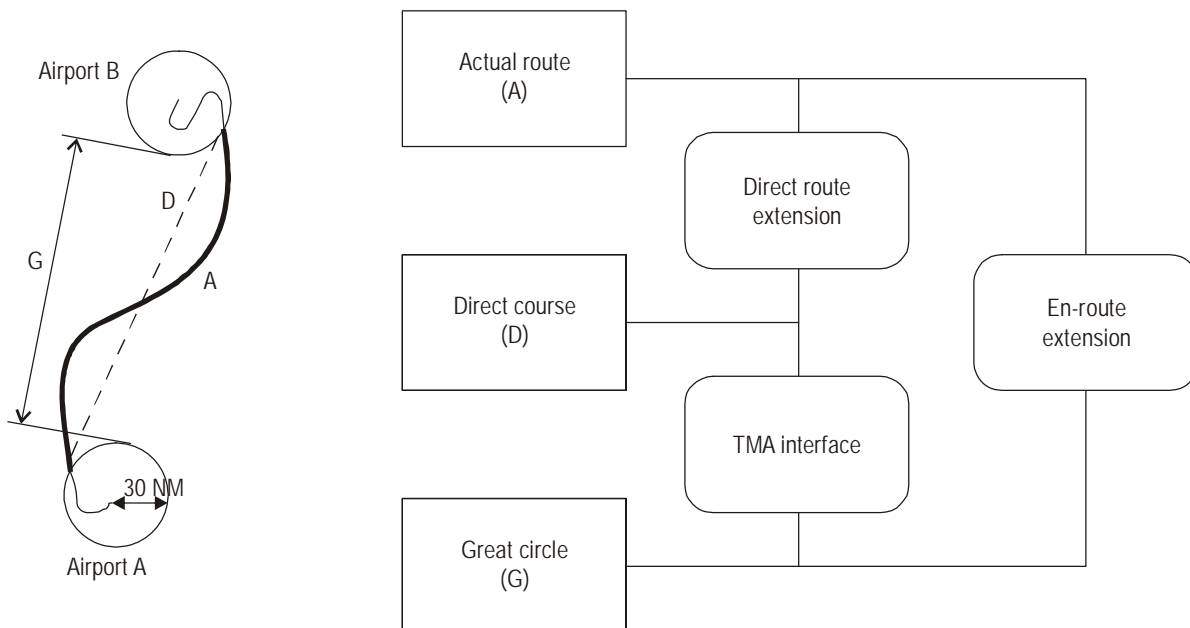 Airport B
D
G
A
30 NM
Airport A
Actual route
(A)
Direct route
extension
Direct course
(D)
En-route
extension
TMA interface
Great circle
(G)